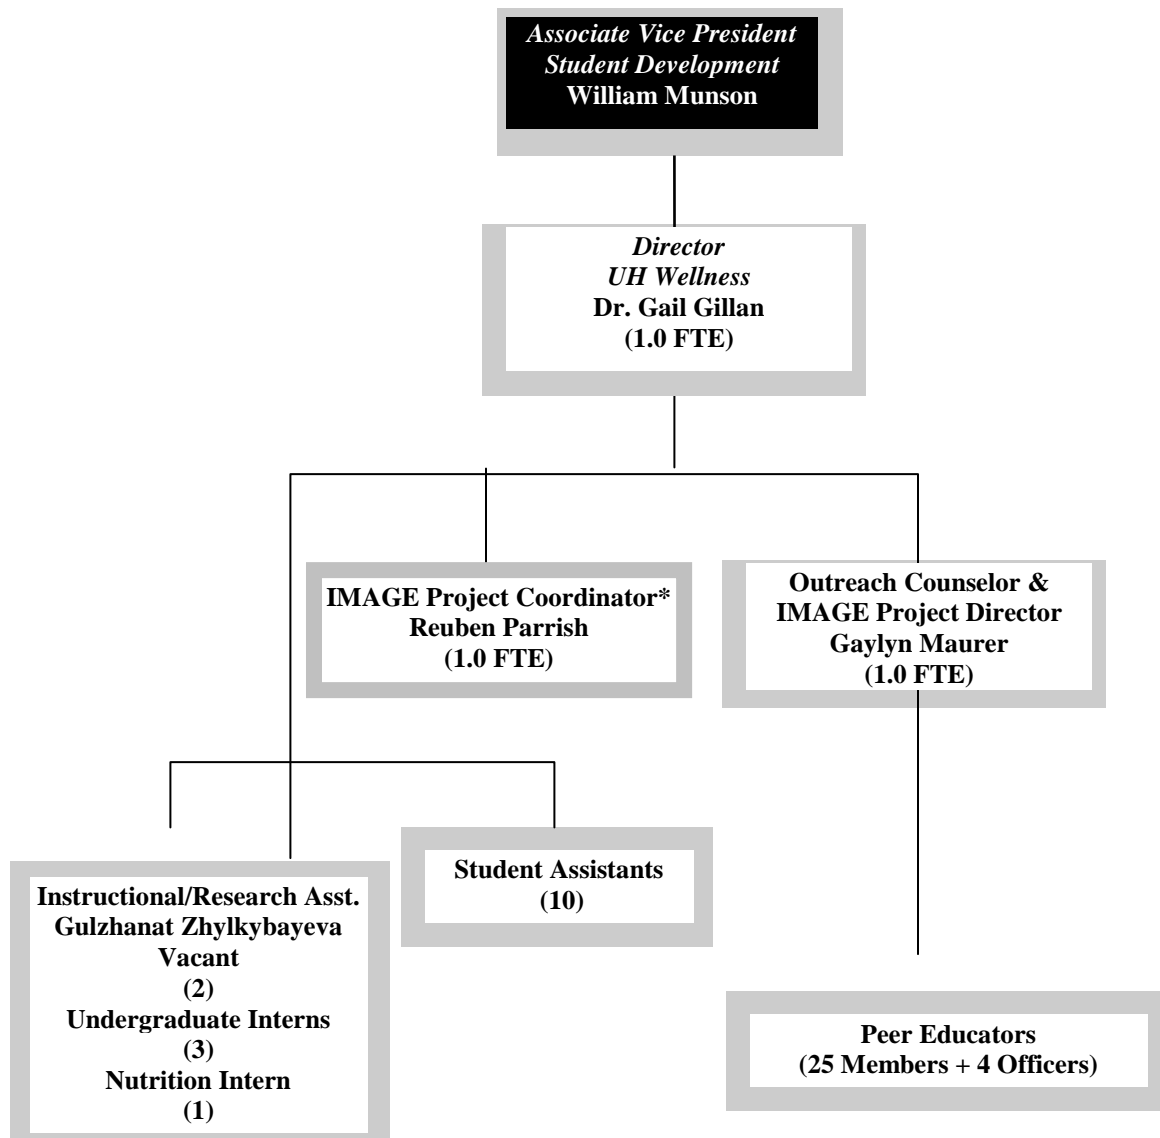 Associate Vice President
Student Development
William Munson
Director
UH Wellness
Dr. Gail Gillan
(1.0 FTE)
IMAGE Project Coordinator*
Reuben Parrish
(1.0 FTE)
Outreach Counselor &
IMAGE Project Director
Gaylyn Maurer
(1.0 FTE)
Student Assistants
(10)
Instructional/Research Asst.
Gulzhanat Zhylkybayeva
Vacant
(2)
Undergraduate Interns
(3)
Nutrition Intern
(1)
Peer Educators
(25 Members + 4 Officers)